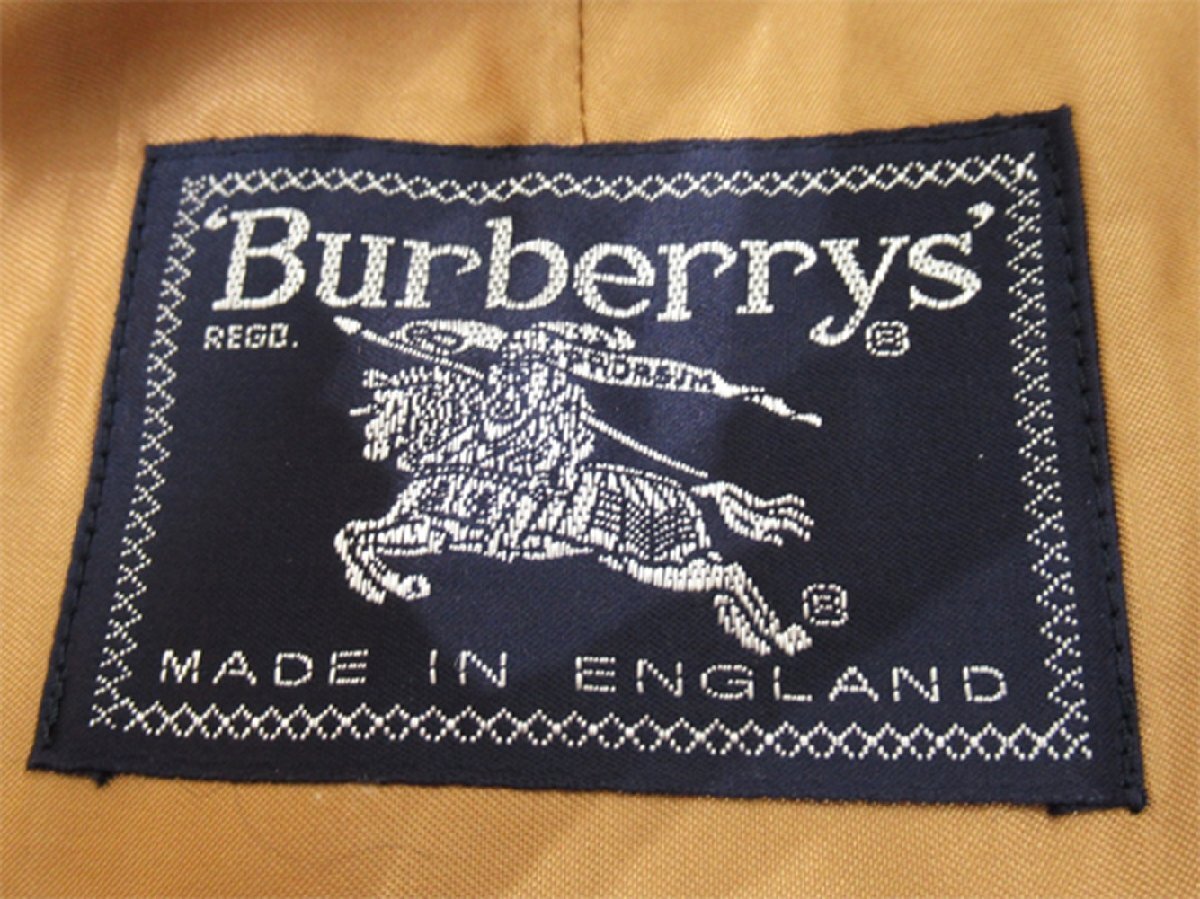 'Burberrys'
REGD. ®
PRORSUM
®
MADE IN ENGLAND